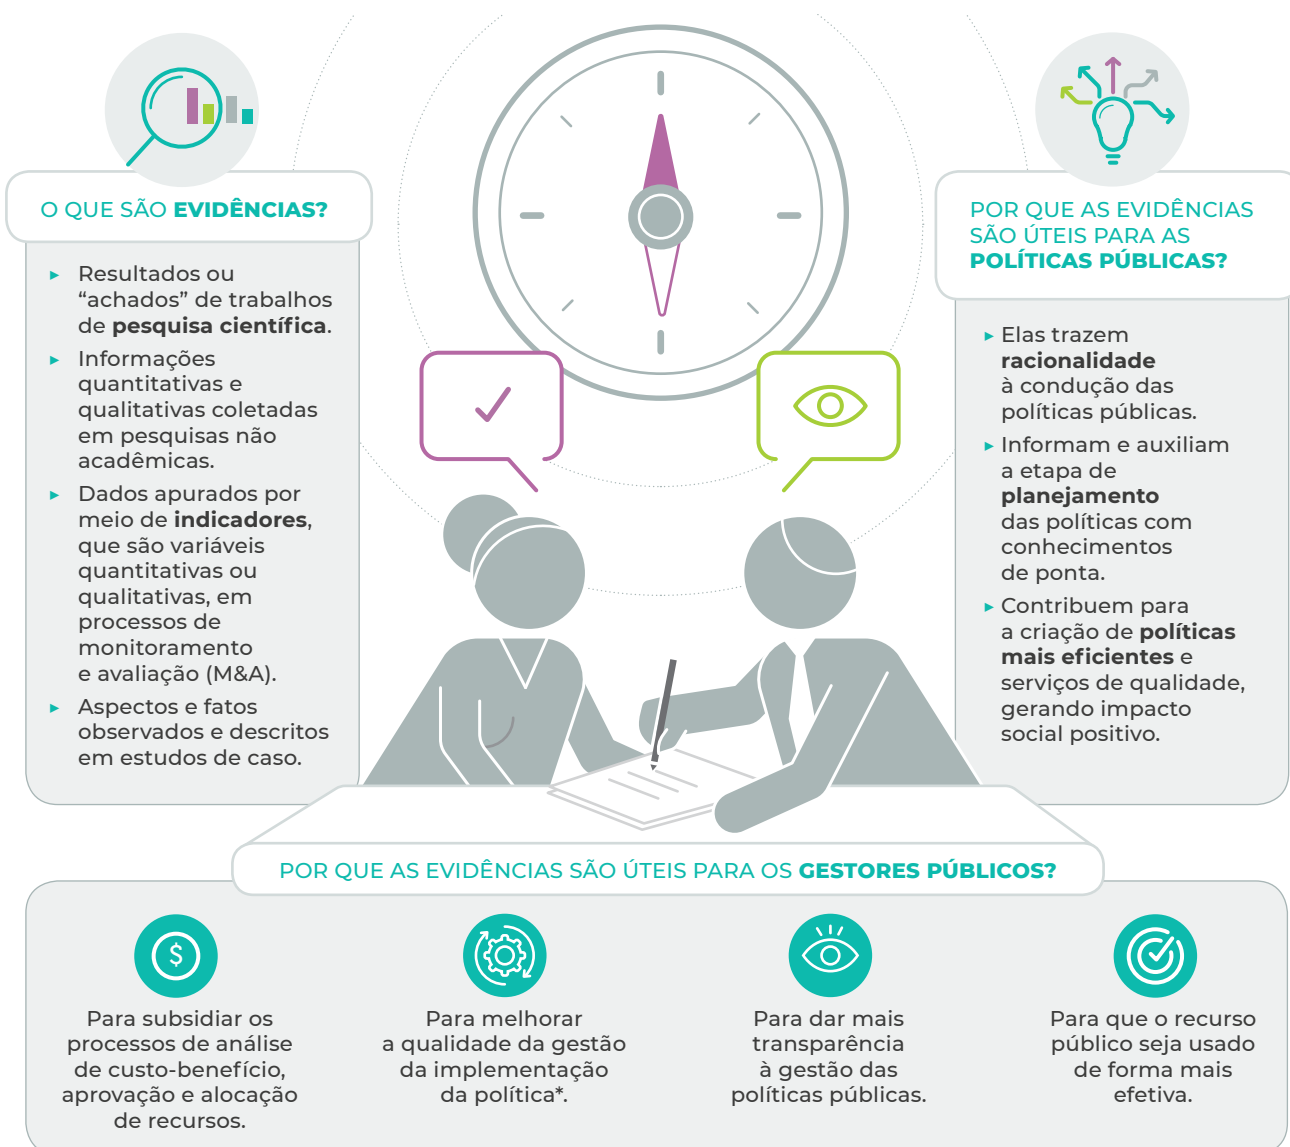 O QUE SÃO EVIDÊNCIAS?
▸ Resultados ou
“achados” de trabalhos
de pesquisa científica.
▸ Informações
quantitativas e
qualitativas coletadas
em pesquisas não
acadêmicas.
▸ Dados apurados por
meio de indicadores,
que são variáveis
quantitativas ou
qualitativas, em
processos de
monitoramento
e avaliação (M&A).
▸ Aspectos e fatos
observados e descritos
em estudos de caso.
POR QUE AS EVIDÊNCIAS
SÃO ÚTEIS PARA AS
POLÍTICAS PÚBLICAS?
▸ Elas trazem
racionalidade
à condução das
políticas públicas.
▸ Informam e auxiliam
a etapa de
planejamento
das políticas com
conhecimentos
de ponta.
▸ Contribuem para
a criação de políticas
mais eficientes e
serviços de qualidade,
gerando impacto
social positivo.
POR QUE AS EVIDÊNCIAS SÃO ÚTEIS PARA OS GESTORES PÚBLICOS?
$
Para subsidiar os
processos de análise
de custo-benefício,
aprovação e alocação
de recursos.
Para melhorar
a qualidade da gestão
da implementação
da política*.
Para dar mais
transparência
à gestão das
políticas públicas.
Para que o recurso
público seja usado
de forma mais
efetiva.